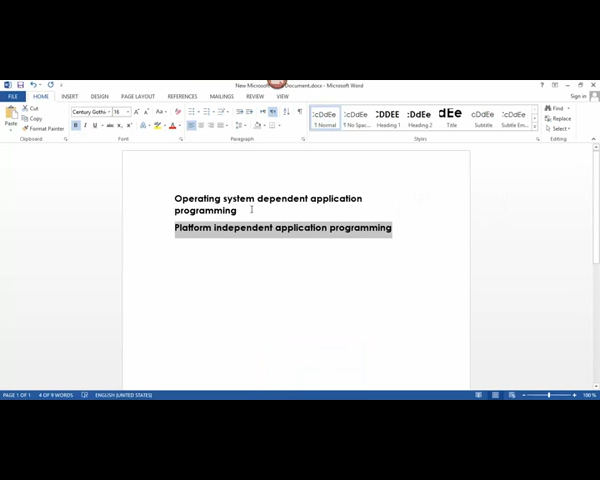 New Microsoft Document.docx - Microsoft Word
Sign in
FILE HOME INSERT DESIGN PAGE LAYOUT REFERENCES MAILINGS REVIEW VIEW
Cut
Copy
Format Painter
Paste
Century Gothi 16
AaBbCcDdEe
Normal No Spac... Heading 1 Heading 2 Title Subtitle Subtle Em...
Find
Replace
Select
Clipboard Font Paragraph Styles Editing
Operating system dependent application
programming
Platform independent application programming
PAGE 1 OF 1 4 OF 9 WORDS ENGLISH (UNITED STATES) 100 %